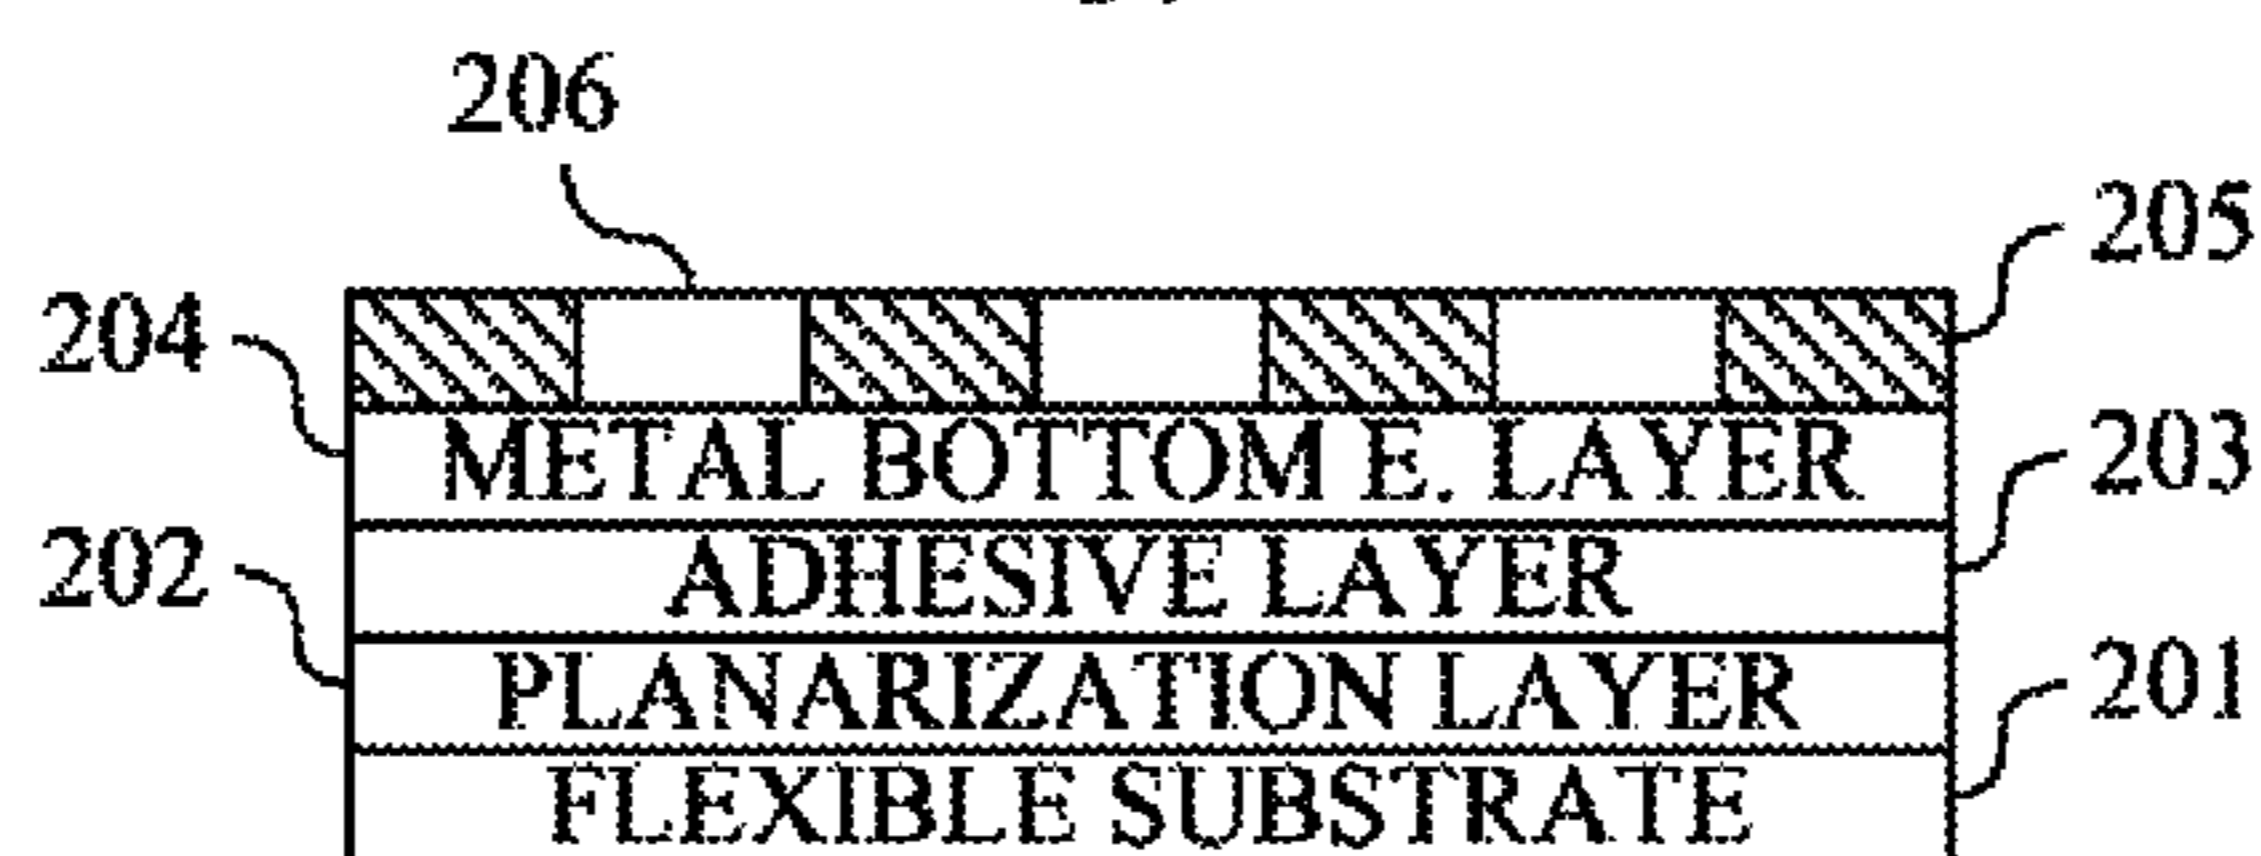 206
205
204
METAL BOTTOM E. LAYER
203
ADHESIVE LAYER
202
PLANARIZATION LAYER
201
FLEXIBLE SUBSTRATE